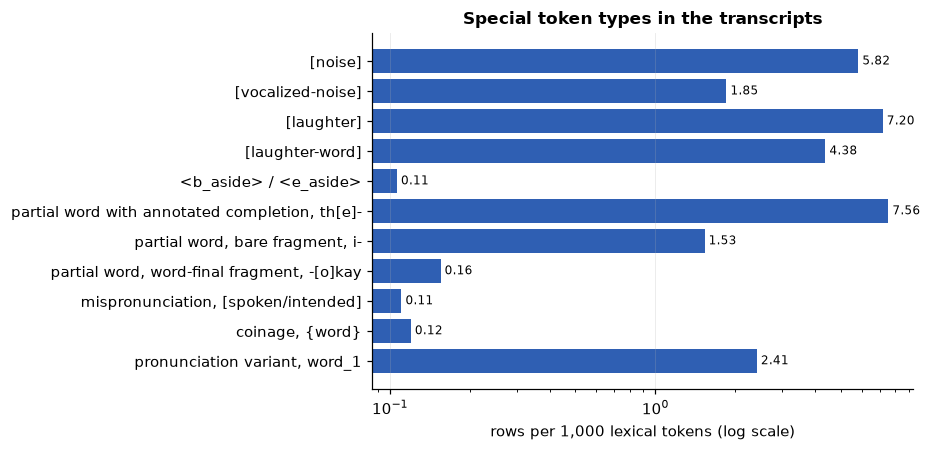 Special token types in the transcripts
[noise] 5.82
[vocalized-noise] 1.85
[laughter] 7.20
[laughter-word] 4.38
<b_aside> / <e_aside> 0.11
partial word with annotated completion, th[e]- 7.56
partial word, bare fragment, i- 1.53
partial word, word-final fragment, -[o]kay 0.16
mispronunciation, [spoken/intended] 0.11
coinage, {word} 0.12
pronunciation variant, word_1 2.41
10⁻¹ 10⁰
rows per 1,000 lexical tokens (log scale)